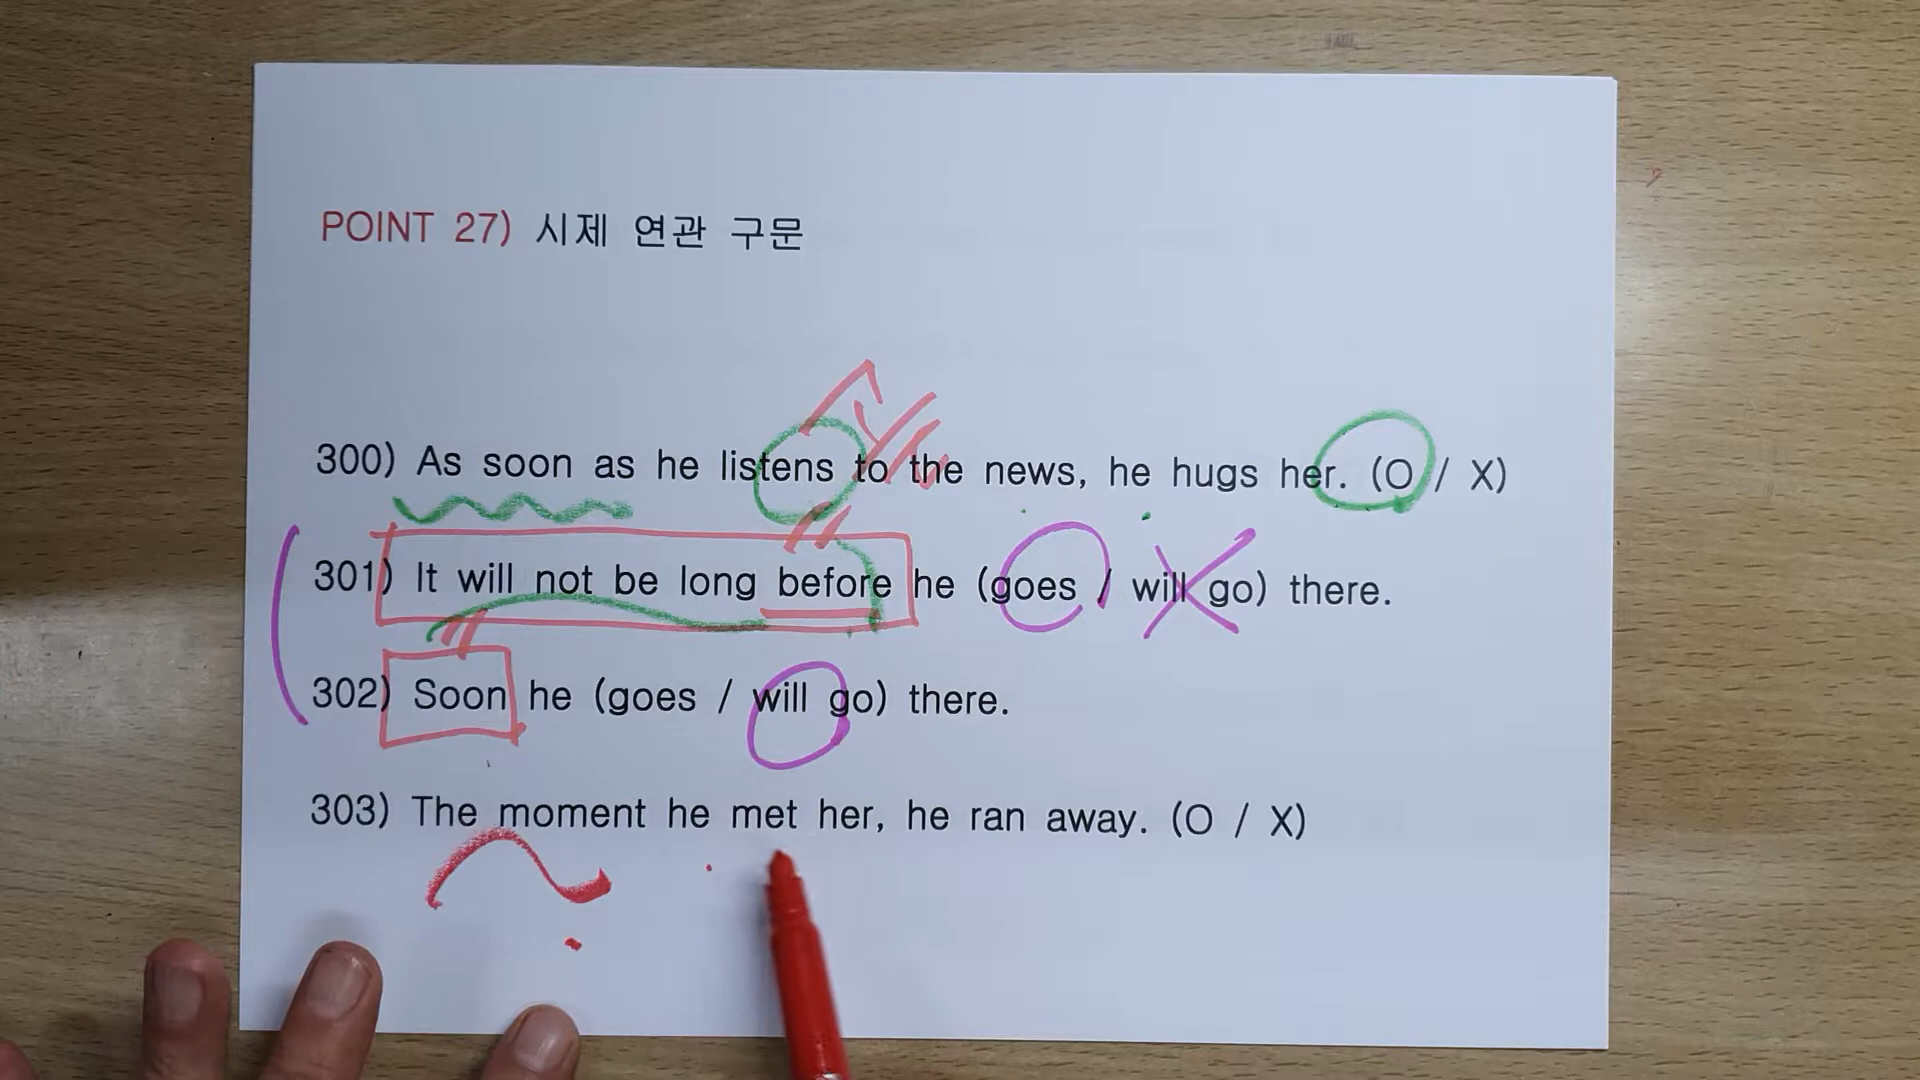 POINT 27) 시제 연관 구문
300) As soon as he listens to the news, he hugs her. (O / X)
301) It will not be long before he (goes / will go) there.
302) Soon he (goes / will go) there.
303) The moment he met her, he ran away. (O / X)